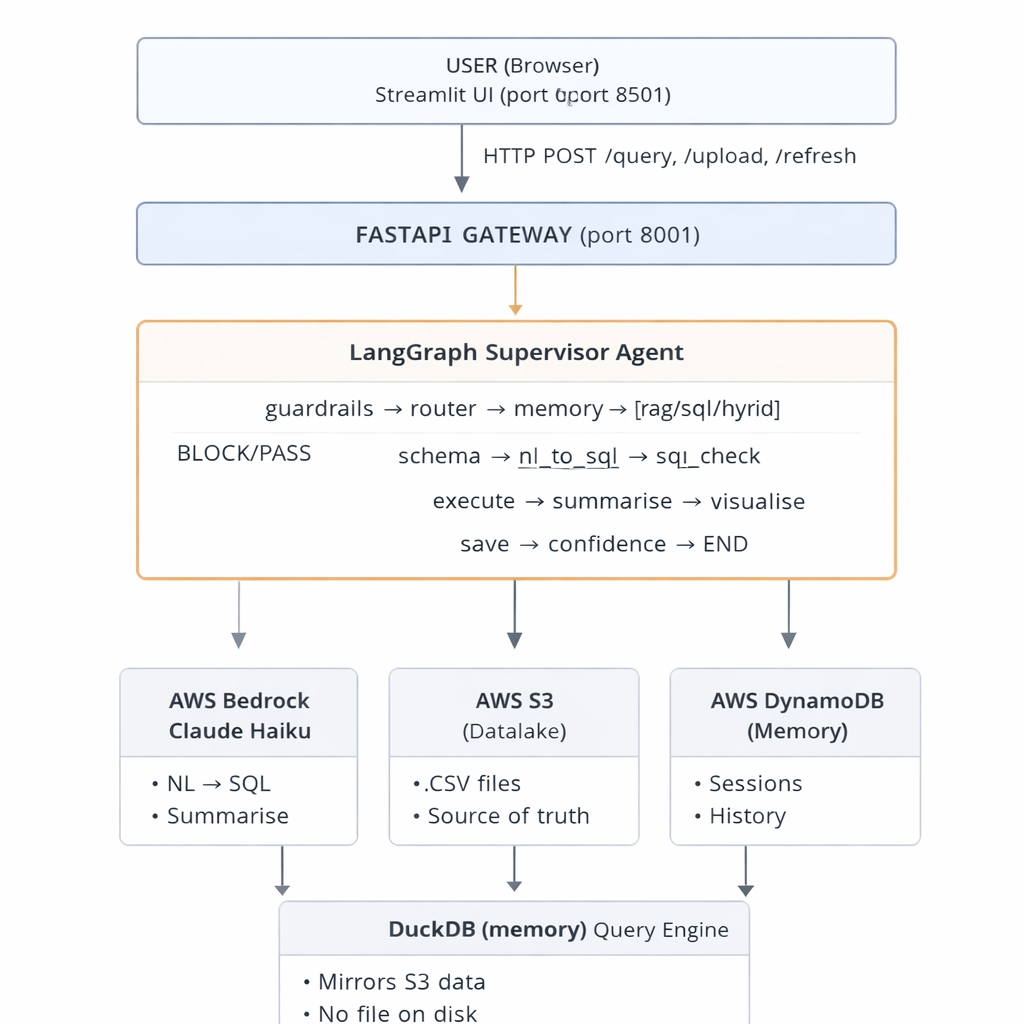 USER (Browser)
Streamlit UI (port port 8501)
HTTP POST /query, /upload, /refresh
FASTAPI GATEWAY (port 8001)
LangGraph Supervisor Agent
guardrails → router → memory → [rag/sql/hyrid]
BLOCK/PASS
schema → nl_to_sql → sqı_check
execute → summarise → visualise
save → confidence → END
AWS Bedrock
Claude Haiku
• NL → SQL
• Summarise
AWS S3
(Datalake)
•.CSV files
• Source of truth
AWS DynamoDB
(Memory)
• Sessions
• History
DuckDB (memory) Query Engine
• Mirrors S3 data
• No file on disk